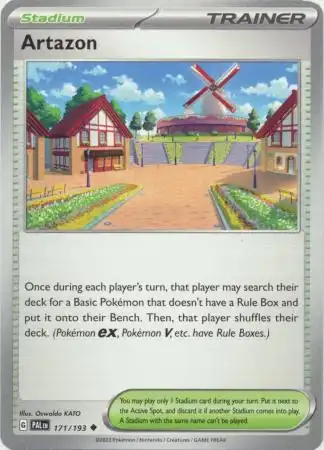 Stadium
TRAINER
Artazon
Once during each player's turn, that player may search their
deck for a Basic Pokémon that doesn't have a Rule Box and
put it onto their Bench. Then, that player shuffles their
deck. (Pokémon ex, Pokémon V, etc. have Rule Boxes.)
Illus. Oswaldo KATO
G PAL EN 171/193
You may play only 1 Stadium card during your turn. Put it next to
the Active Spot, and discard it if another Stadium comes into play.
A Stadium with the same name can't be played.
©2023 Pokémon / Nintendo / Creatures / GAME FREAK